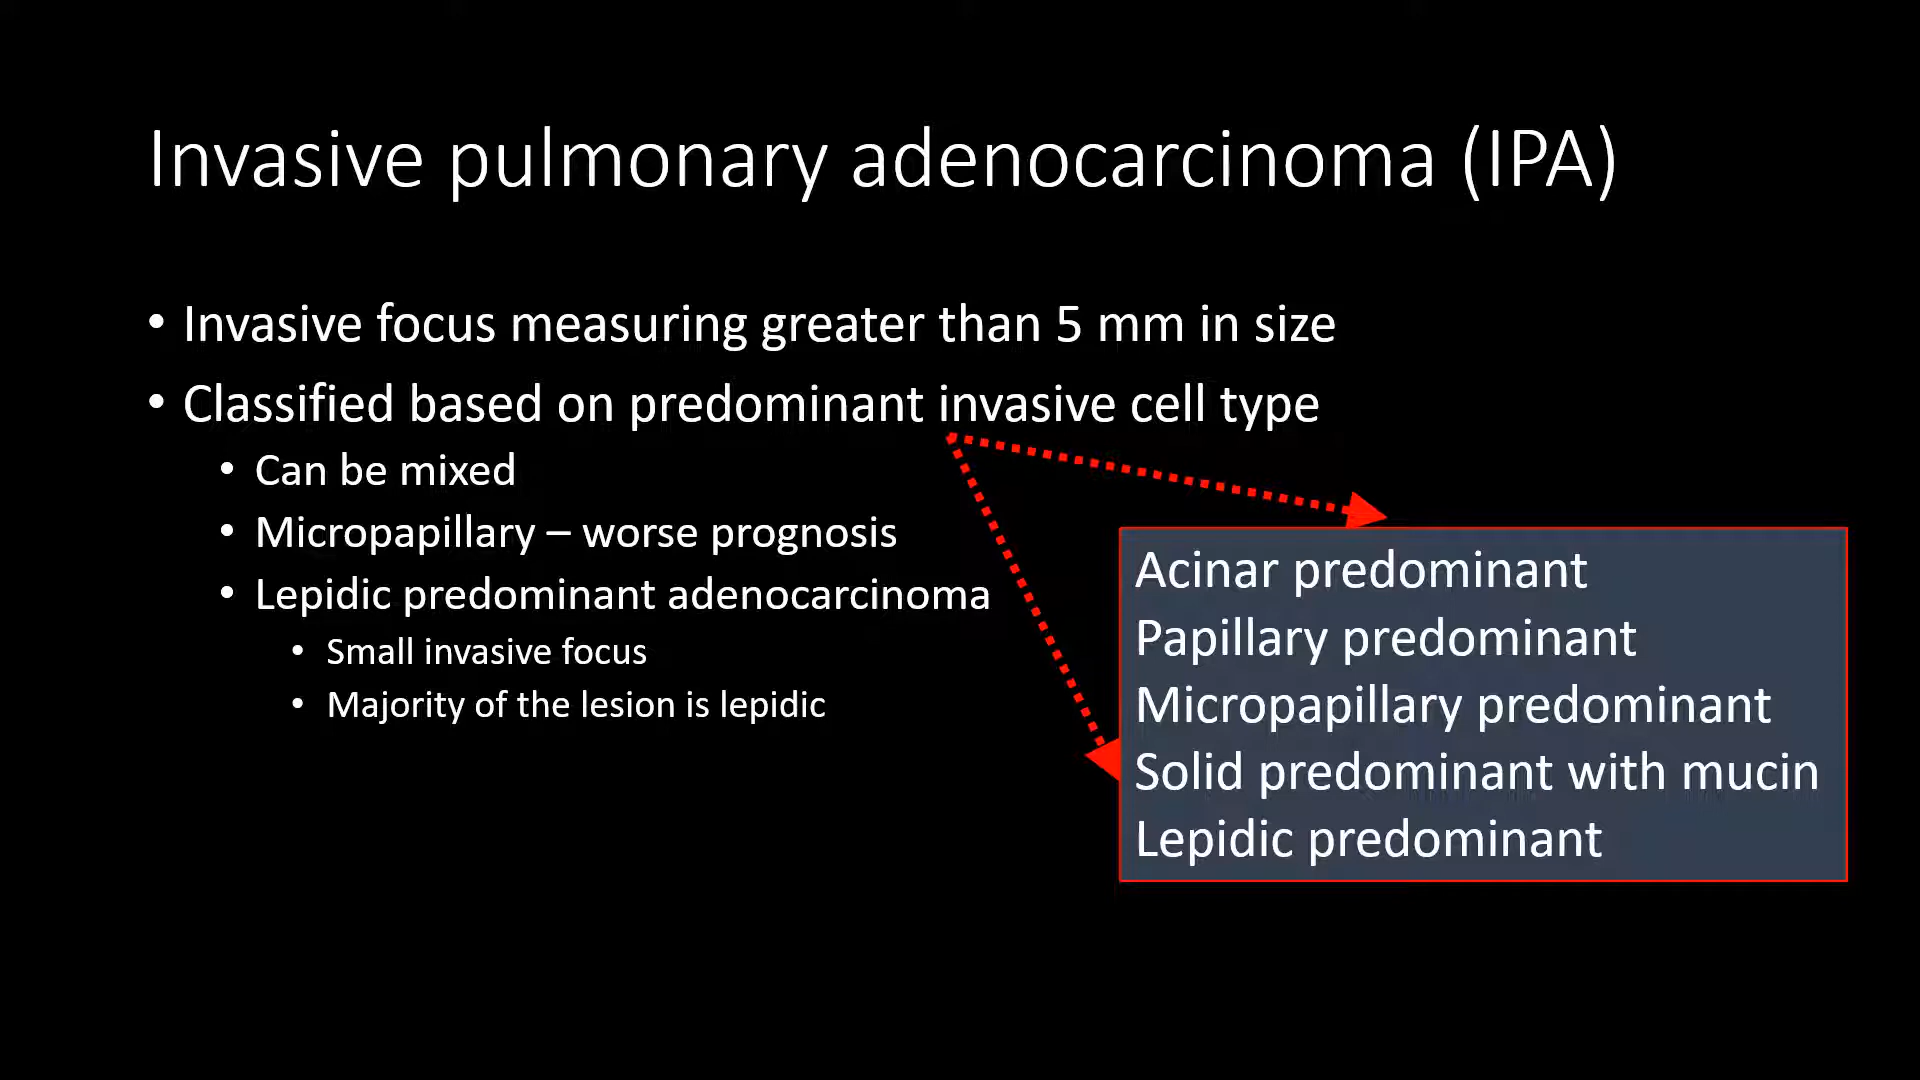 Invasive pulmonary adenocarcinoma (IPA)
• Invasive focus measuring greater than 5 mm in size
• Classified based on predominant invasive cell type
• Can be mixed
• Micropapillary – worse prognosis
• Lepidic predominant adenocarcinoma
• Small invasive focus
• Majority of the lesion is lepidic
Acinar predominant
Papillary predominant
Micropapillary predominant
Solid predominant with mucin
Lepidic predominant